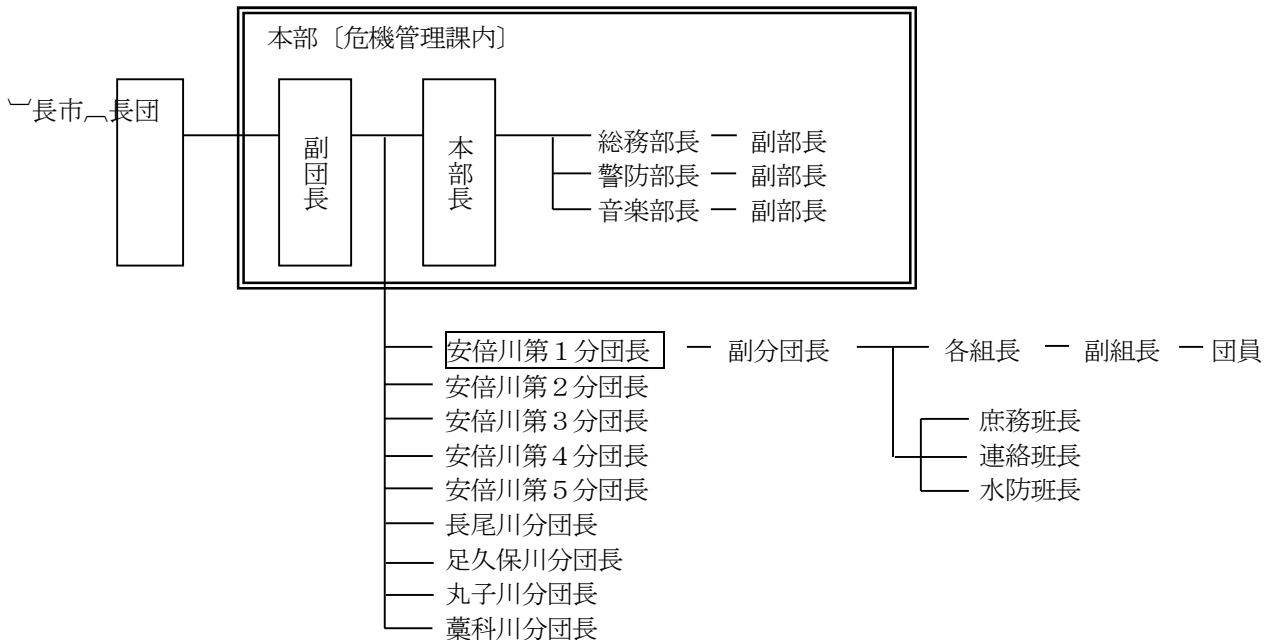 本部〔危機管理課内〕
︶長市︵長団
副団長
本部長
総務部長 ― 副部長
警防部長 ― 副部長
音楽部長 ― 副部長
安倍川第１分団長 ― 副分団長 各組長 ― 副組長 ― 団員
安倍川第２分団長
安倍川第３分団長
庶務班長
安倍川第４分団長
連絡班長
安倍川第５分団長
水防班長
長尾川分団長
足久保川分団長
丸子川分団長
藁科川分団長